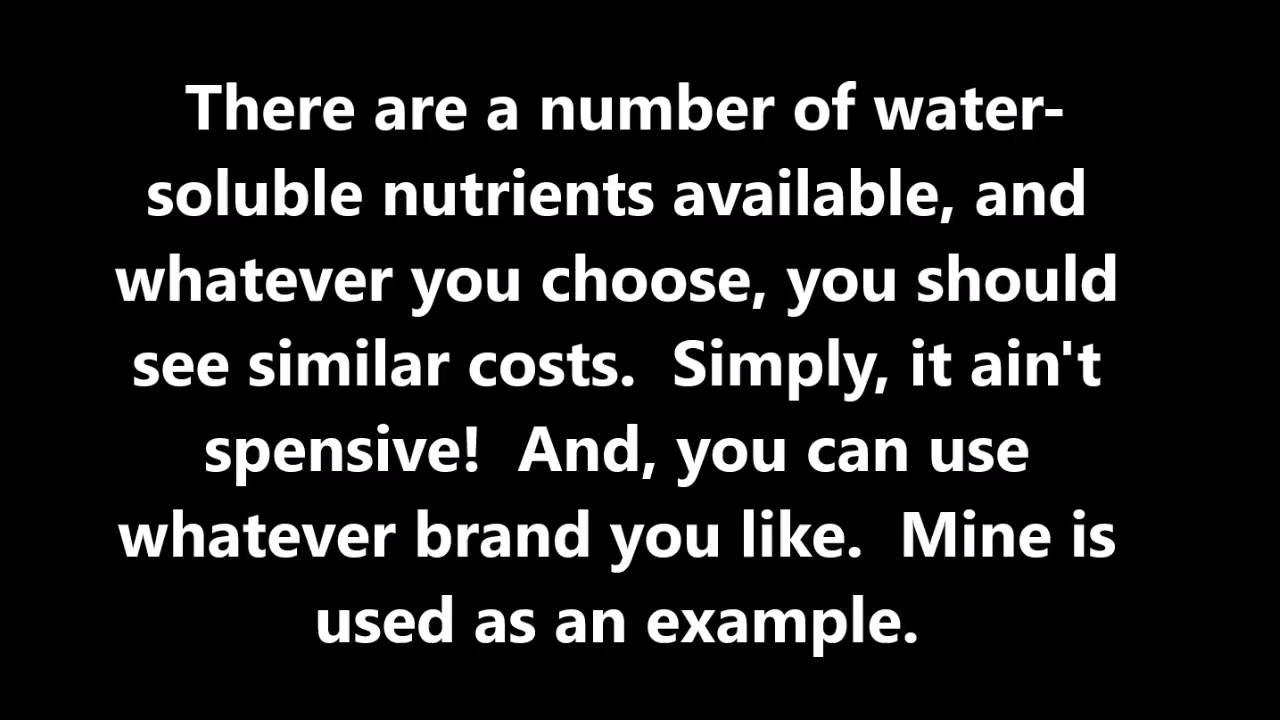 There are a number of water-
soluble nutrients available, and
whatever you choose, you should
see similar costs.  Simply, it ain't
spensive!  And, you can use
whatever brand you like.  Mine is
used as an example.